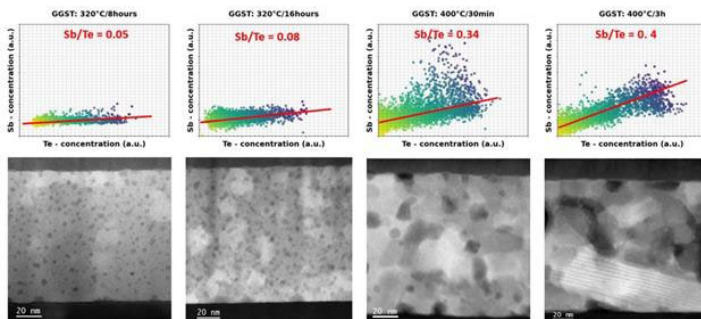 GGST: 320°C/8hours
Sb/Te = 0.05
Sb - concentration (a.u.)
Te - concentration (a.u.)
GGST: 320°C/16hours
Sb/Te = 0.08
Te - concentration (a.u.)
GGST: 400°C/30min
Sb/Te = 0.34
Sb - concentration (a.u.)
Te - concentration (a.u.)
GGST: 400°C/3h
Sb/Te = 0. 4
Sb - concentration (a.u.)
Te - concentration (a.u.)
20 nm
20 nm
20 nm
20 nm